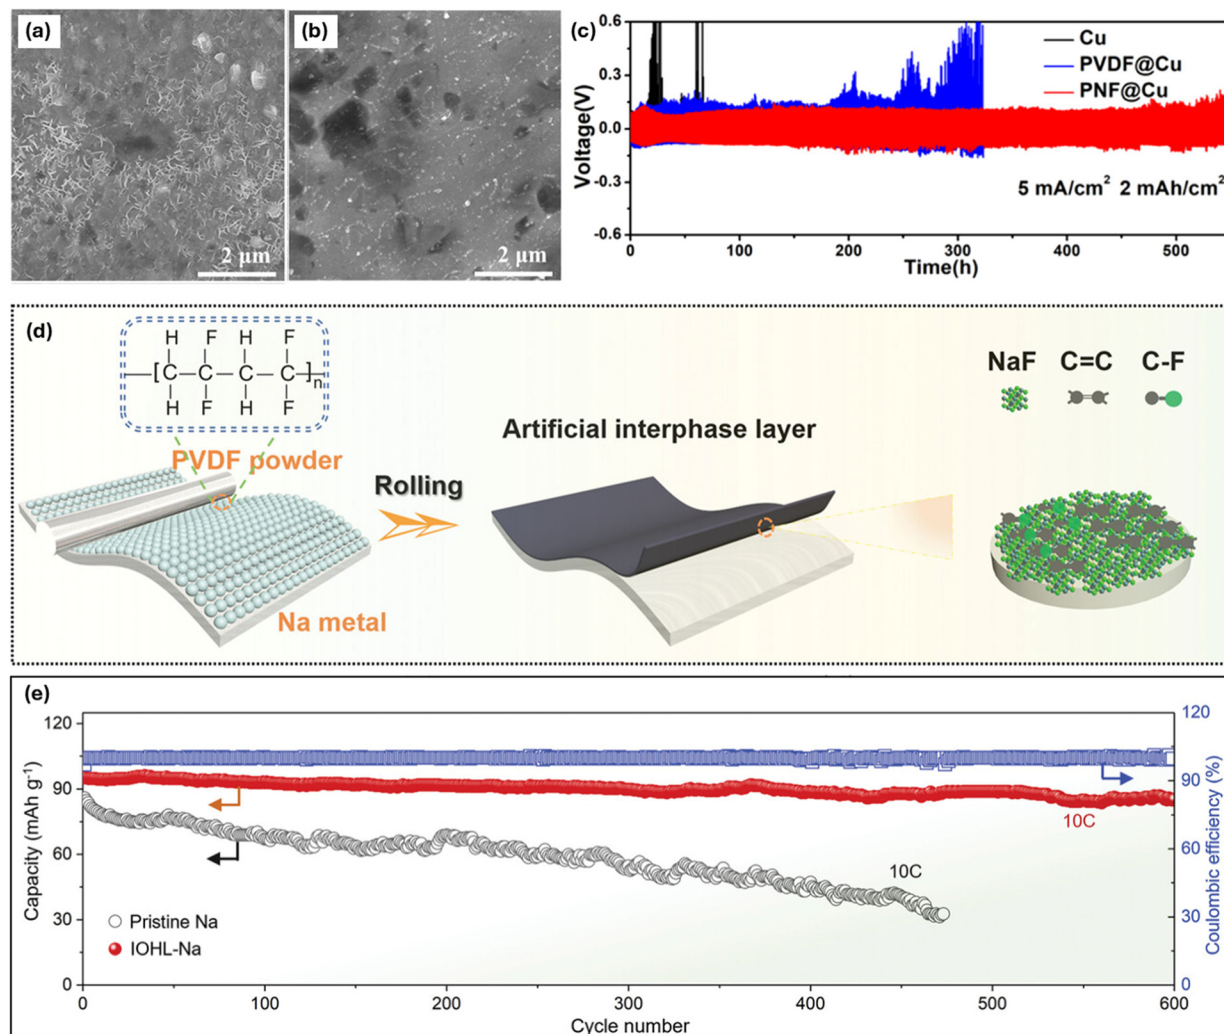 (a)
2 μm
(b)
2 μm
(c)
0.6
0.3
0.0
-0.3
-0.6
Voltage(V)
Cu
PVDF@Cu
PNF@Cu
5 mA/cm² 2 mAh/cm²
0 100 200 300 400 500
Time(h)
(d)
H F H F
[C C C C]n
H F H F
PVDF powder
Na metal
Rolling
Artificial interphase layer
NaF C=C C-F
(e)
120
90
60
30
0
Capacity (mAh g⁻¹)
10C
10C
Pristine Na
IOHL-Na
120
90
60
30
0
Coulombic efficiency (%)
0 100 200 300 400 500 600
Cycle number